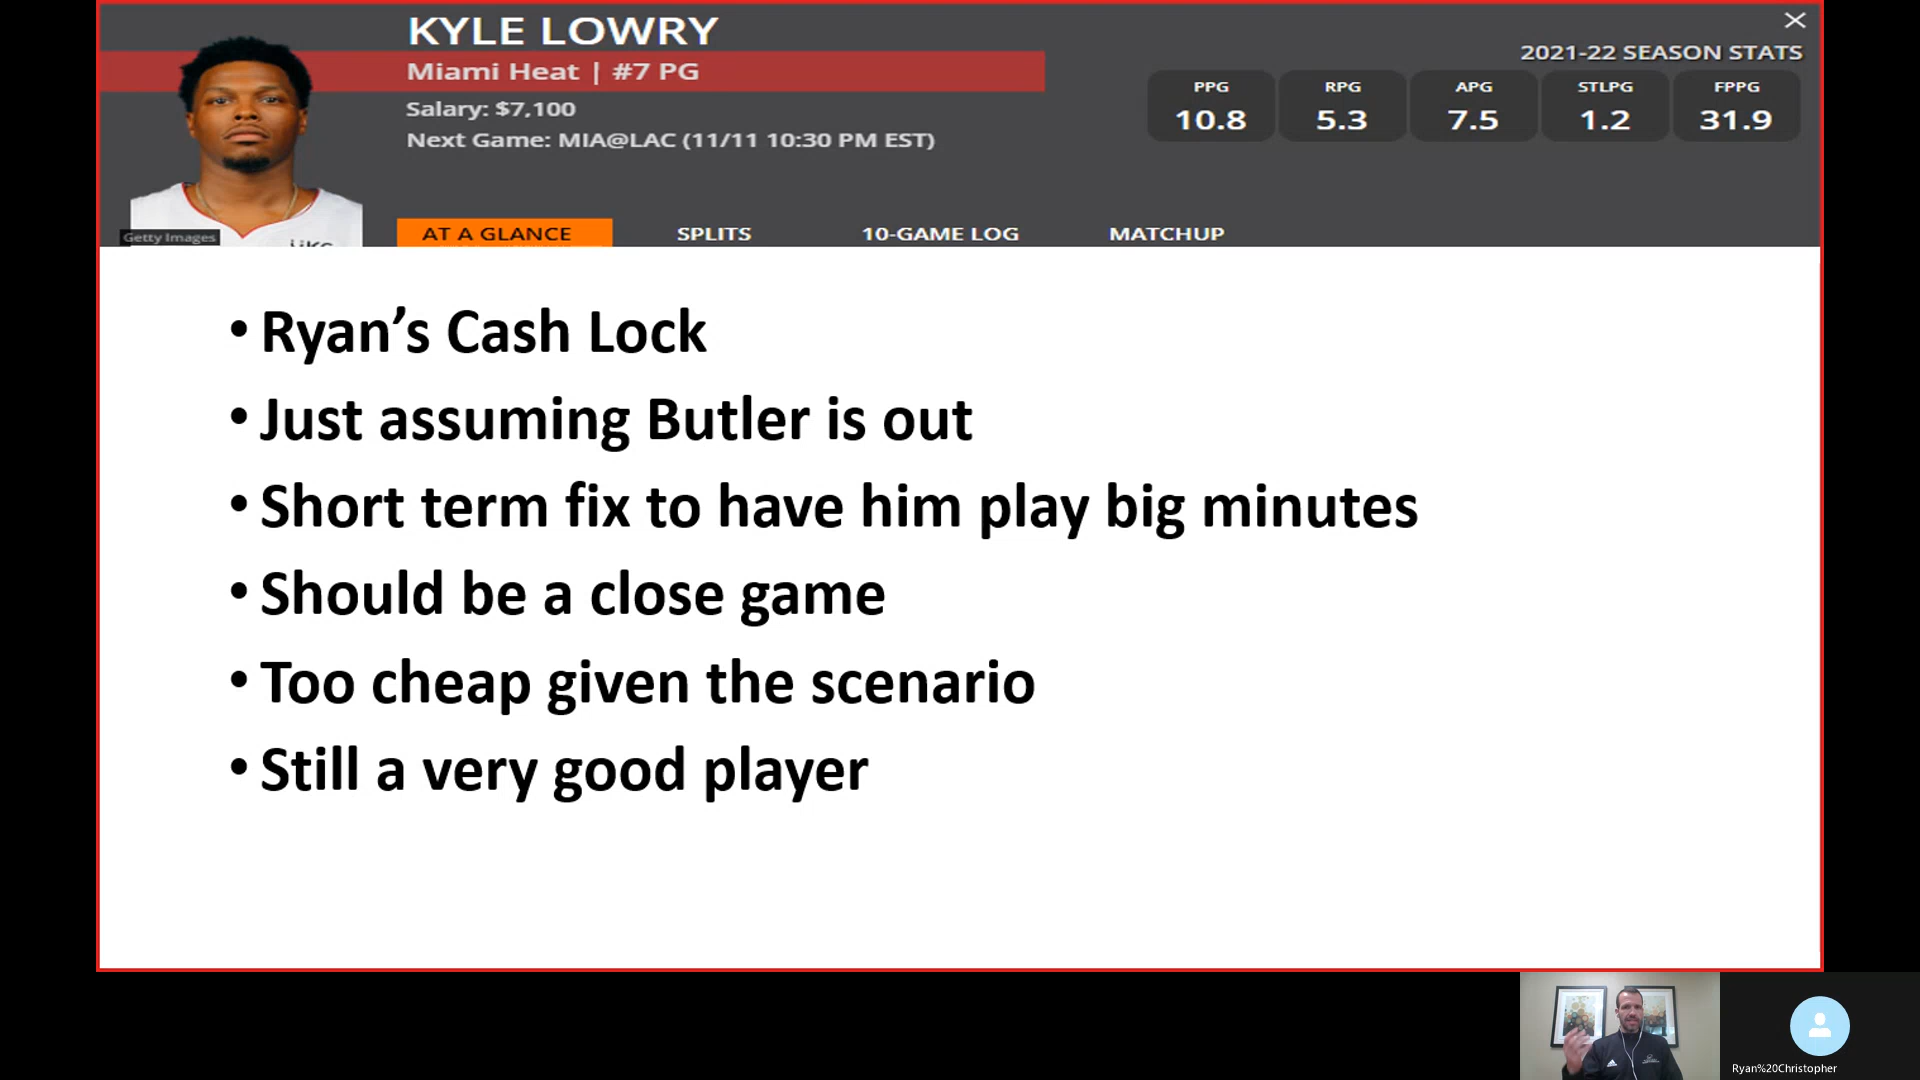 KYLE LOWRY
Miami Heat | #7 PG
Salary: $7,100
Next Game: MIA@LAC (11/11 10:30 PM EST)
2021-22 SEASON STATS
PPG RPG APG STLPG FPPG
10.8 5.3 7.5 1.2 31.9
Getty Images
AT A GLANCE SPLITS 10-GAME LOG MATCHUP
• Ryan’s Cash Lock
• Just assuming Butler is out
• Short term fix to have him play big minutes
• Should be a close game
• Too cheap given the scenario
• Still a very good player
Ryan%20Christopher